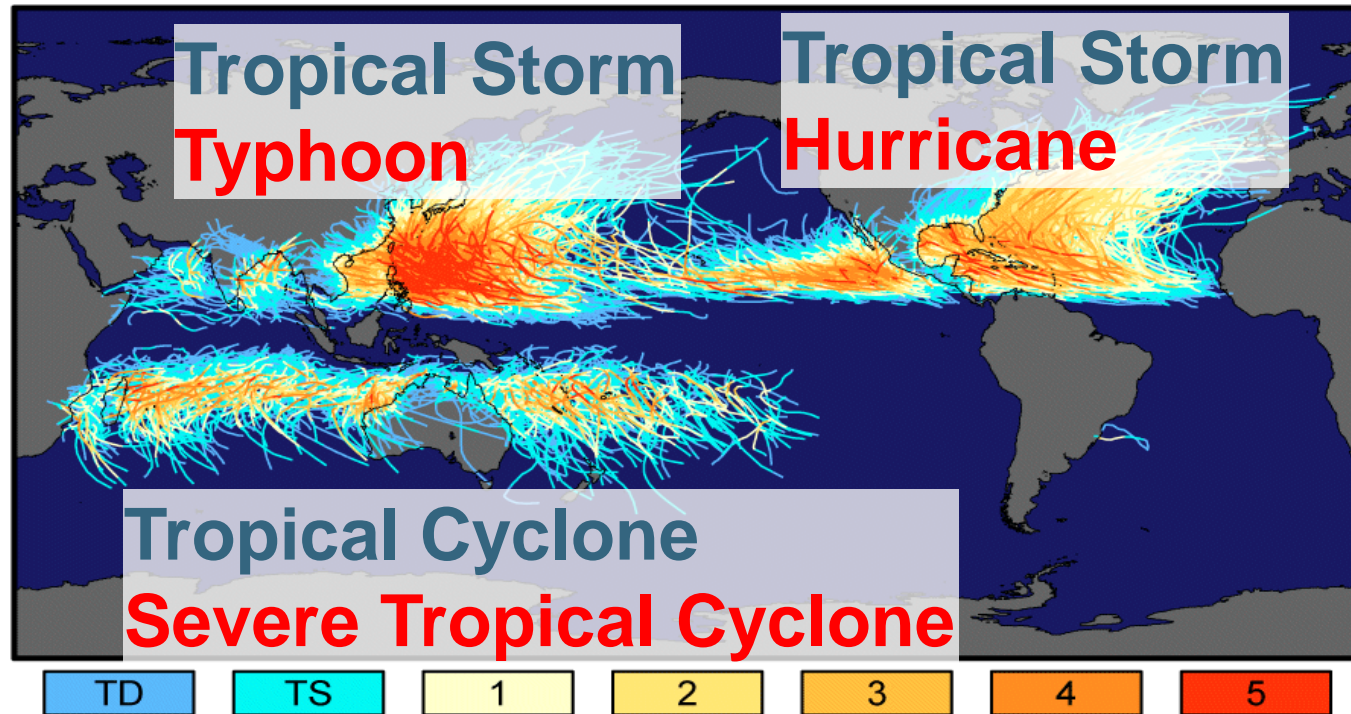 Tropical Storm
Typhoon
Tropical Storm
Hurricane
Tropical Cyclone
Severe Tropical Cyclone
TD TS 1 2 3 4 5